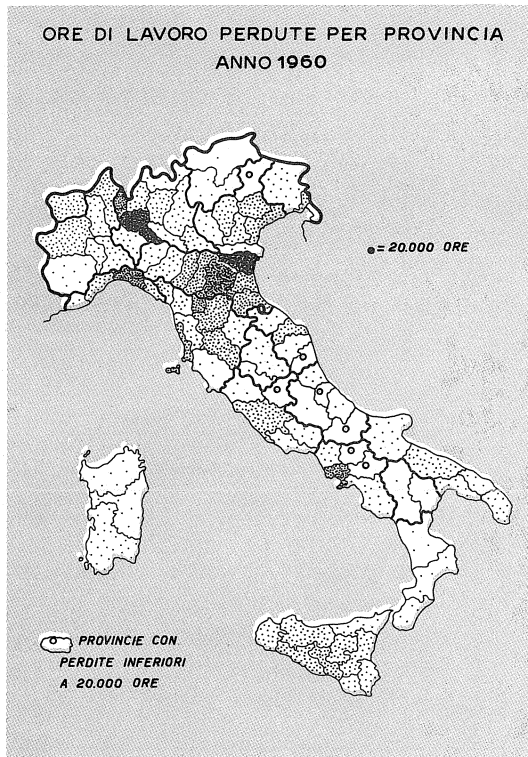 ORE DI LAVORO PERDUTE PER PROVINCIA
ANNO 1960
= 20.000 ORE
PROVINCIE CON
PERDITE INFERIORI
A 20.000 ORE